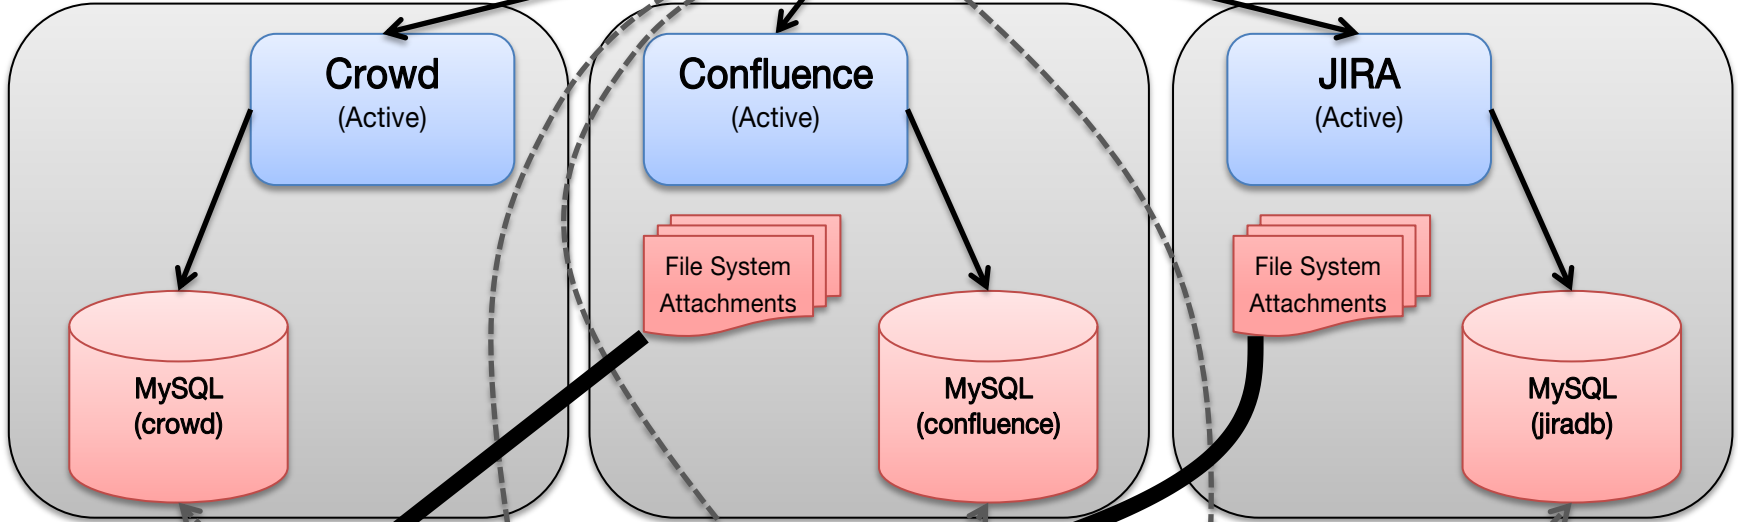 Crowd
(Active)
Confluence
(Active)
JIRA
(Active)
File System
Attachments
File System
Attachments
MySQL
(crowd)
MySQL
(confluence)
MySQL
(jiradb)